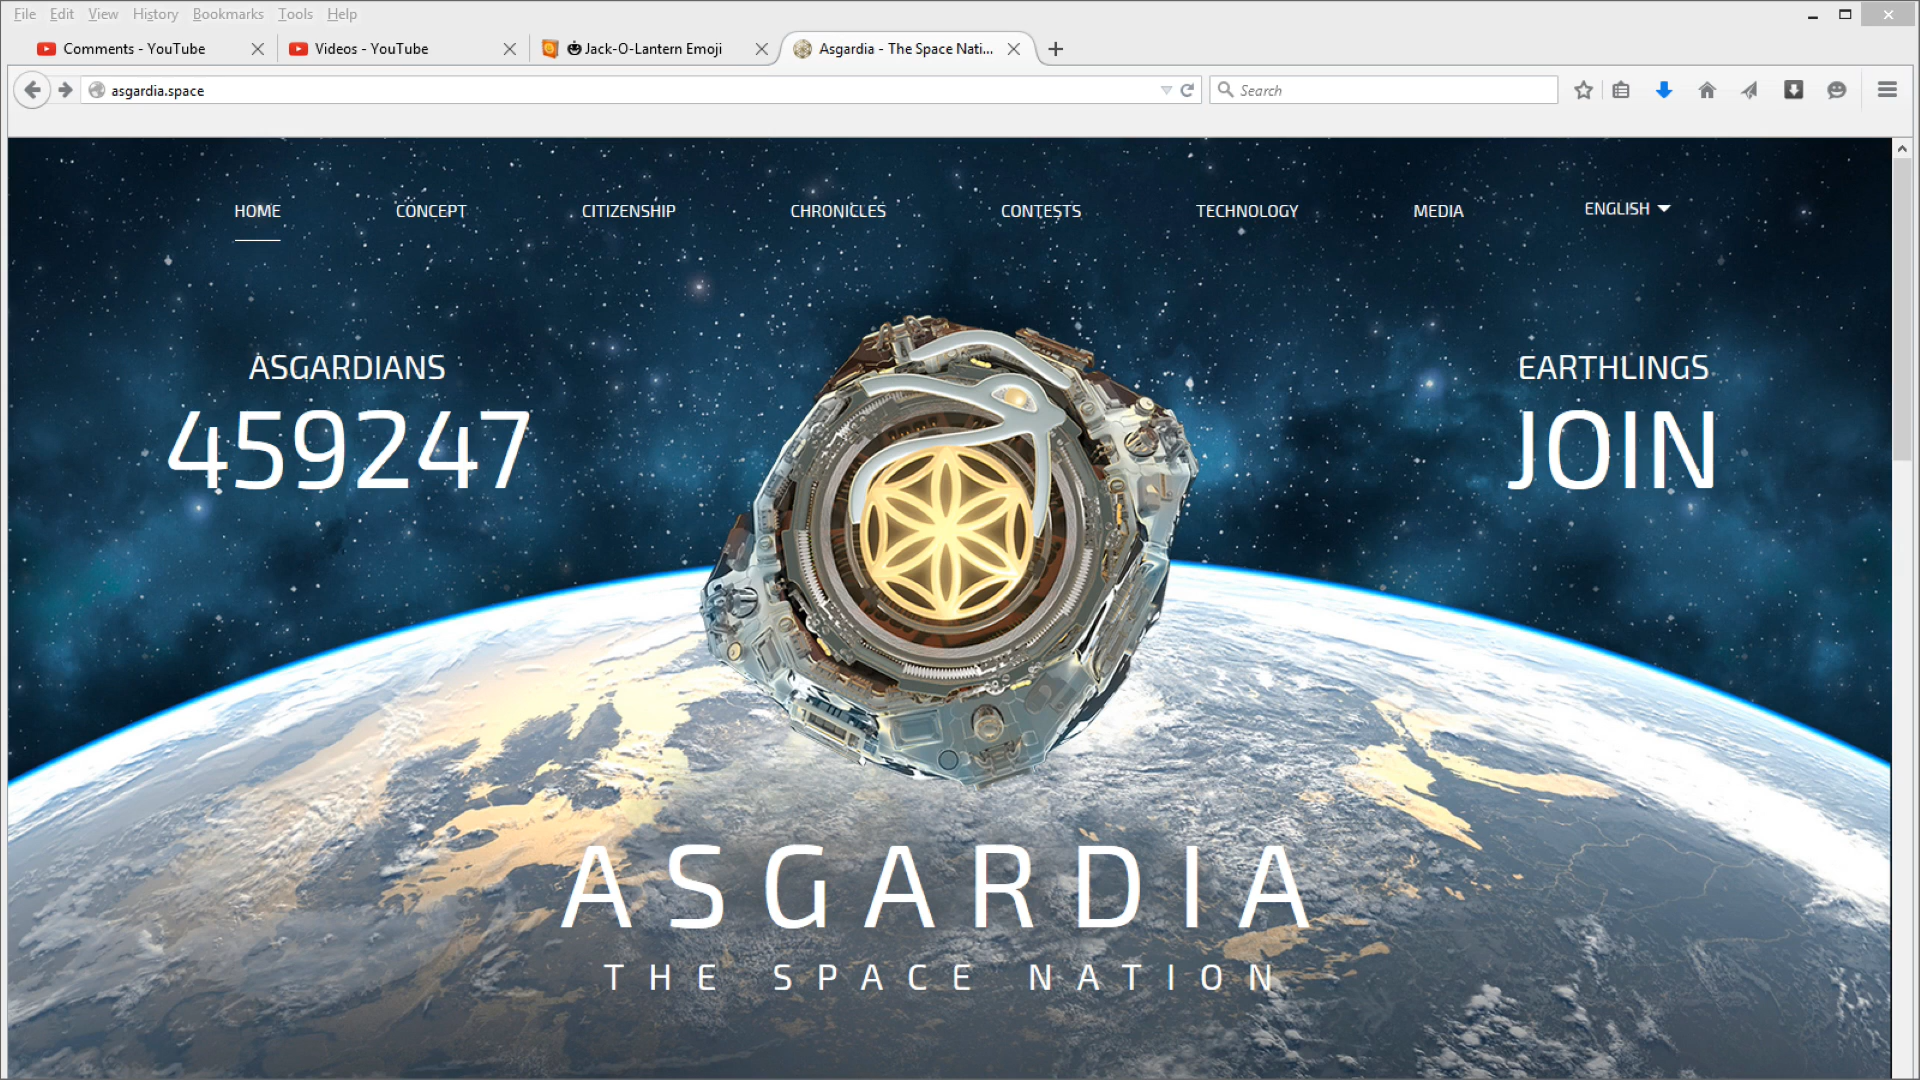 File Edit View History Bookmarks Tools Help
Comments - YouTube
Videos - YouTube
Jack-O-Lantern Emoji
Asgardia - The Space Nati...
asgardia.space
Search
HOME
CONCEPT
CITIZENSHIP
CHRONICLES
CONTESTS
TECHNOLOGY
MEDIA
ENGLISH
ASGARDIANS
459247
EARTHLINGS
JOIN
ASGARDIA
THE SPACE NATION